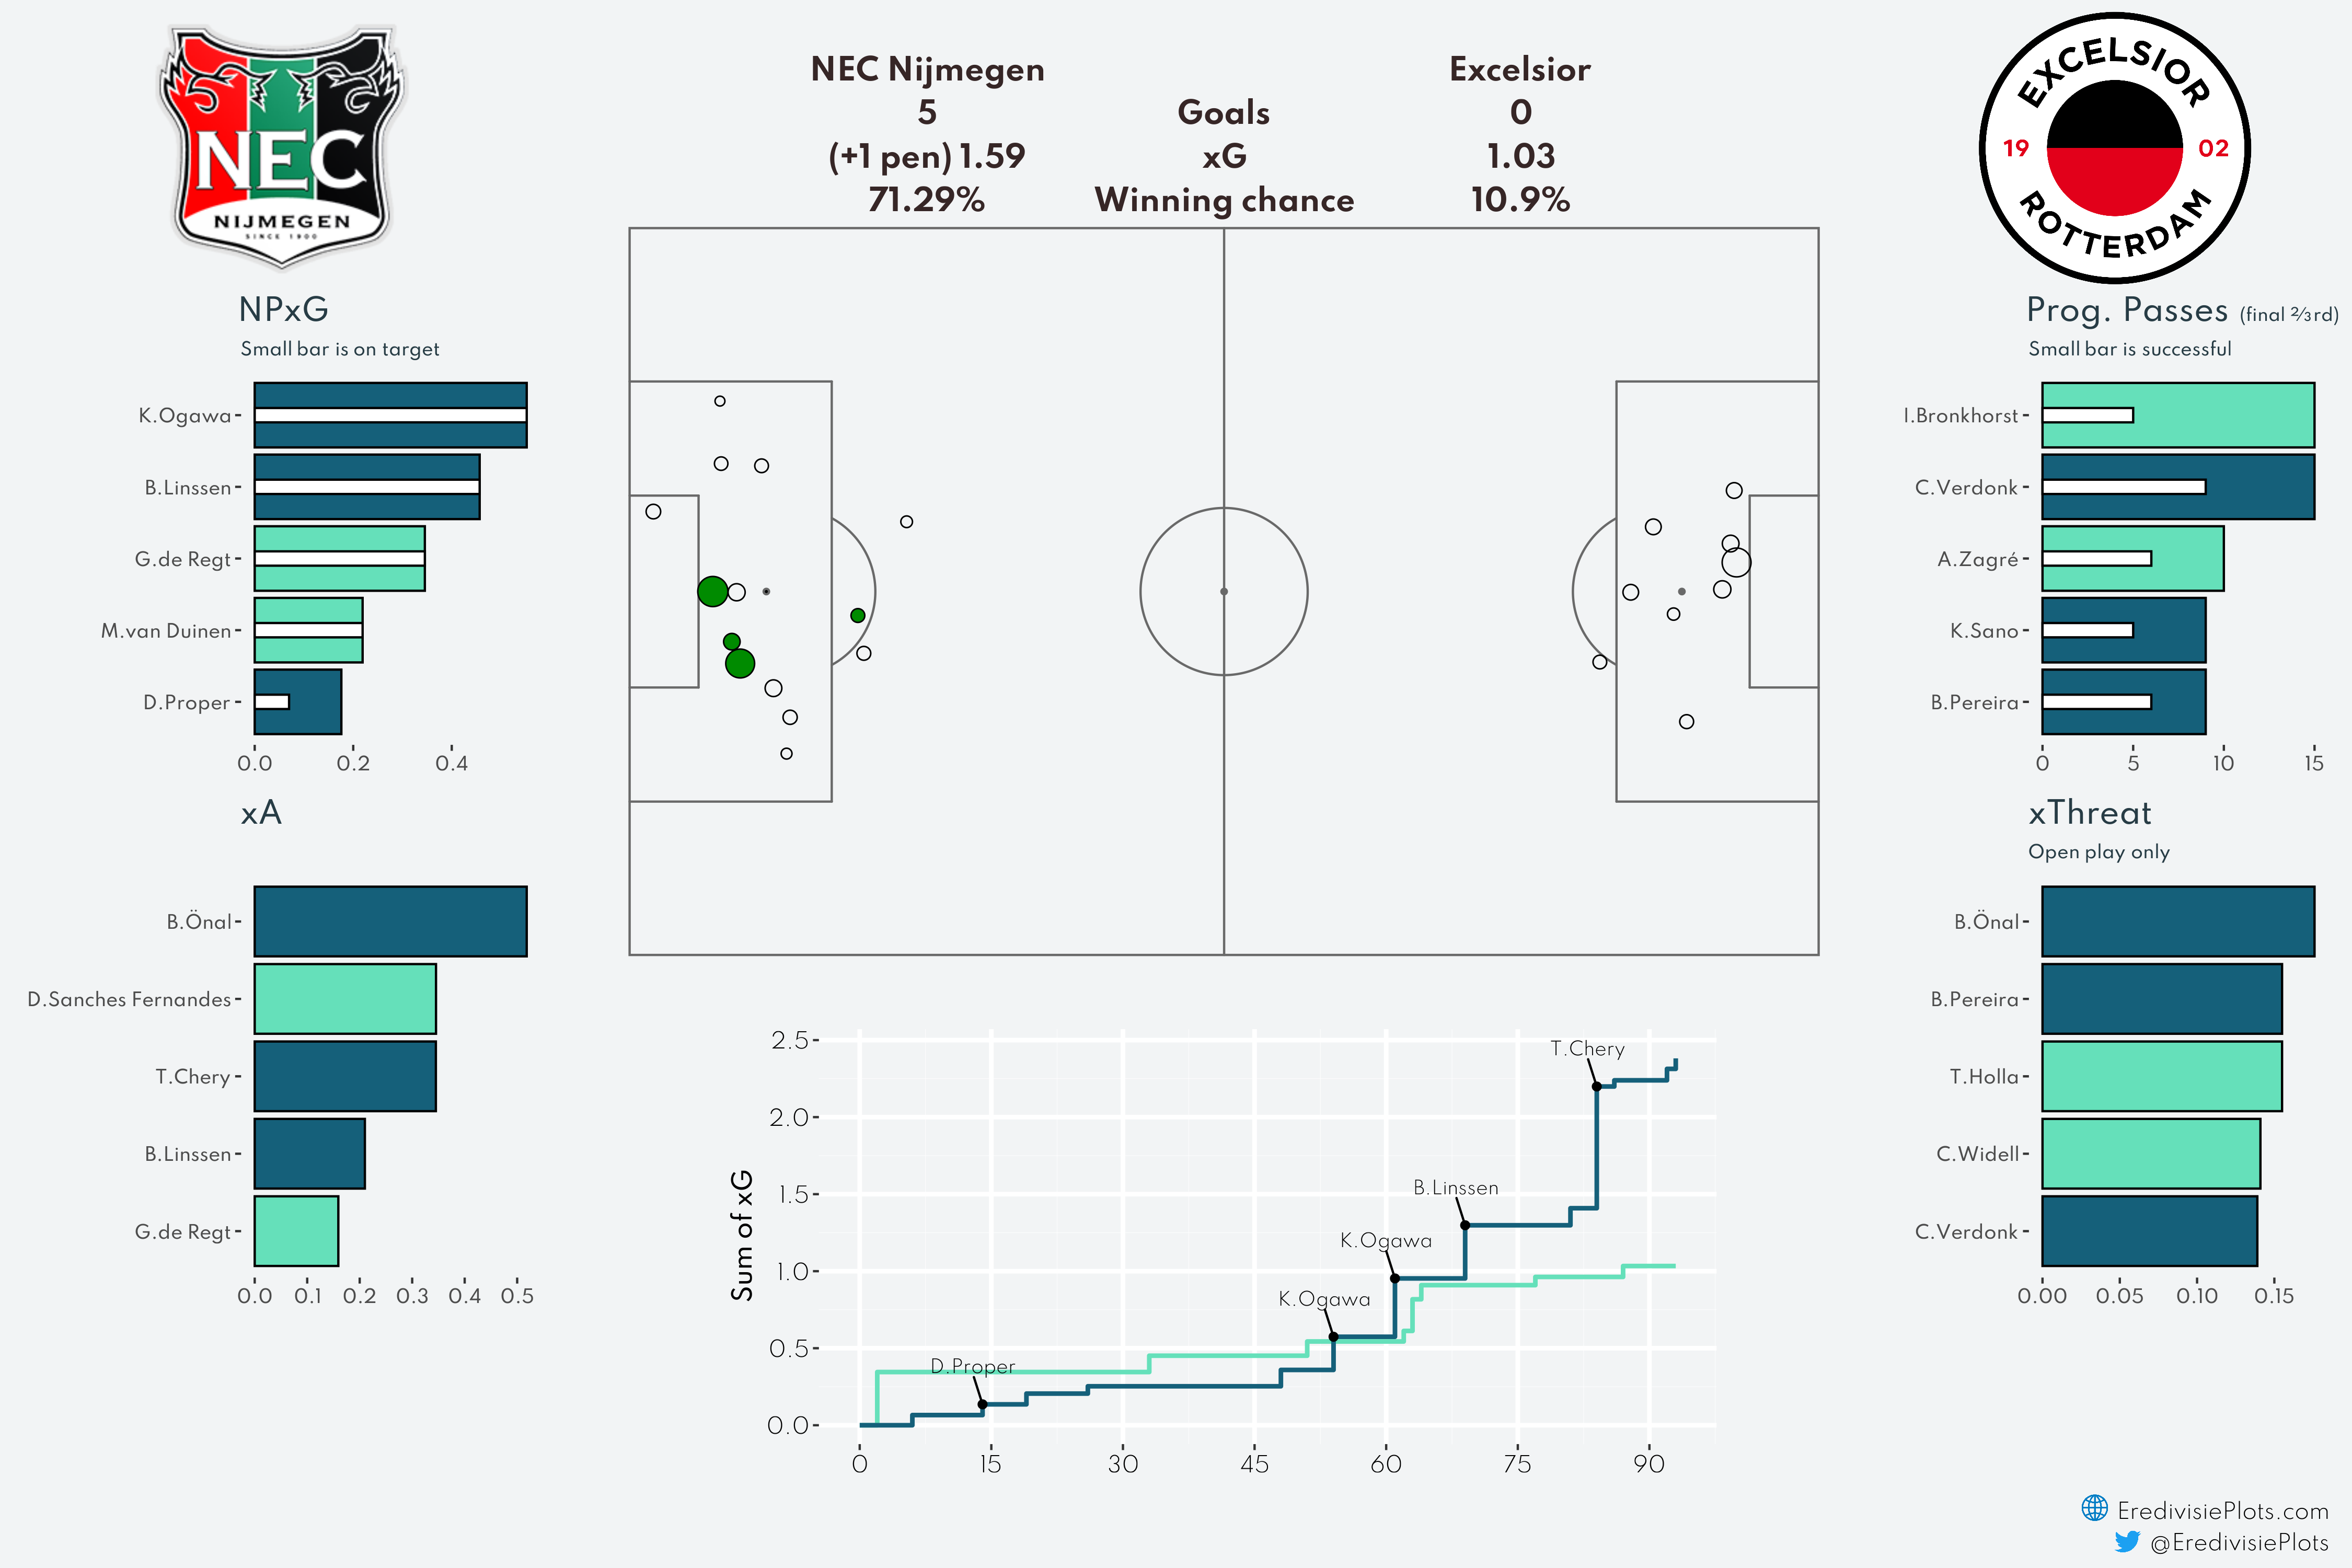 NEC
NIJMEGEN
SINCE 1900
NEC Nijmegen Excelsior
5 Goals 0
(+1 pen) 1.59 xG 1.03
71.29% Winning chance 10.9%
EXCELSIOR
19 02
ROTTERDAM
NPxG
Small bar is on target
K.Ogawa
B.Linssen
G.de Regt
M.van Duinen
D.Proper
0.0 0.2 0.4
xA
B.Önal
D.Sanches Fernandes
T.Chery
B.Linssen
G.de Regt
0.0 0.1 0.2 0.3 0.4 0.5
Prog. Passes (final ⅔rd)
Small bar is successful
I.Bronkhorst
C.Verdonk
A.Zagré
K.Sano
B.Pereira
0 5 10 15
xThreat
Open play only
B.Önal
B.Pereira
T.Holla
C.Widell
C.Verdonk
0.00 0.05 0.10 0.15
Sum of xG
2.5
2.0
1.5
1.0
0.5
0.0
T.Chery
B.Linssen
K.Ogawa
K.Ogawa
D.Proper
0 15 30 45 60 75 90
EredivisiePlots.com
@EredivisiePlots